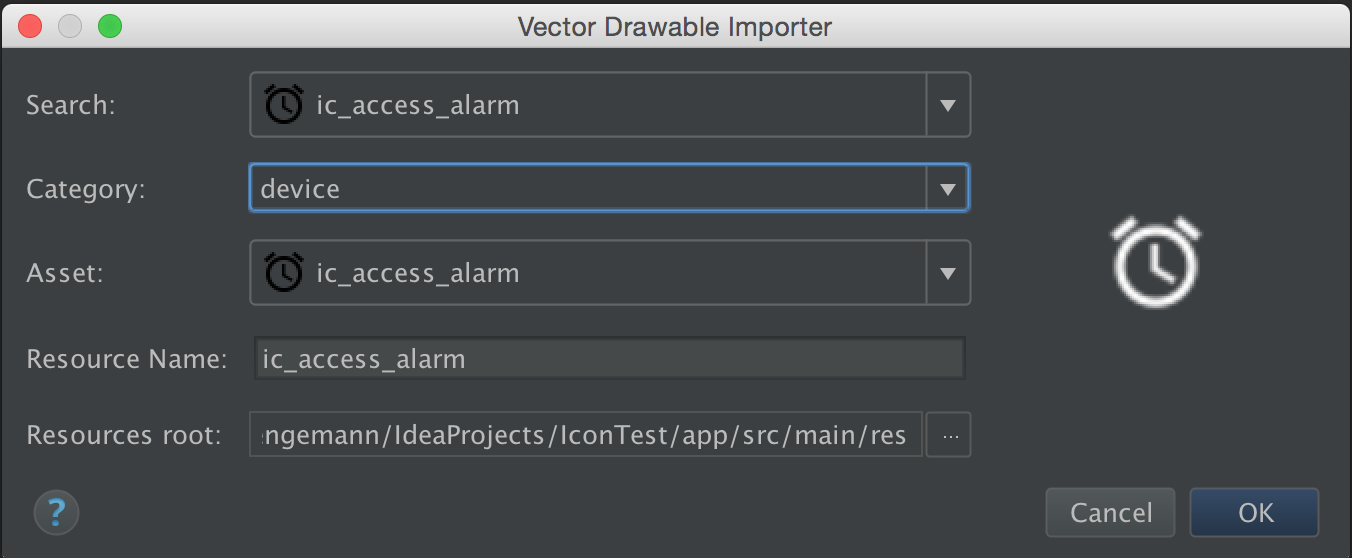 Vector Drawable Importer
Search: ic_access_alarm
Category: device
Asset: ic_access_alarm
Resource Name: ic_access_alarm
Resources root: ngemann/IdeaProjects/IconTest/app/src/main/res ...
? Cancel OK